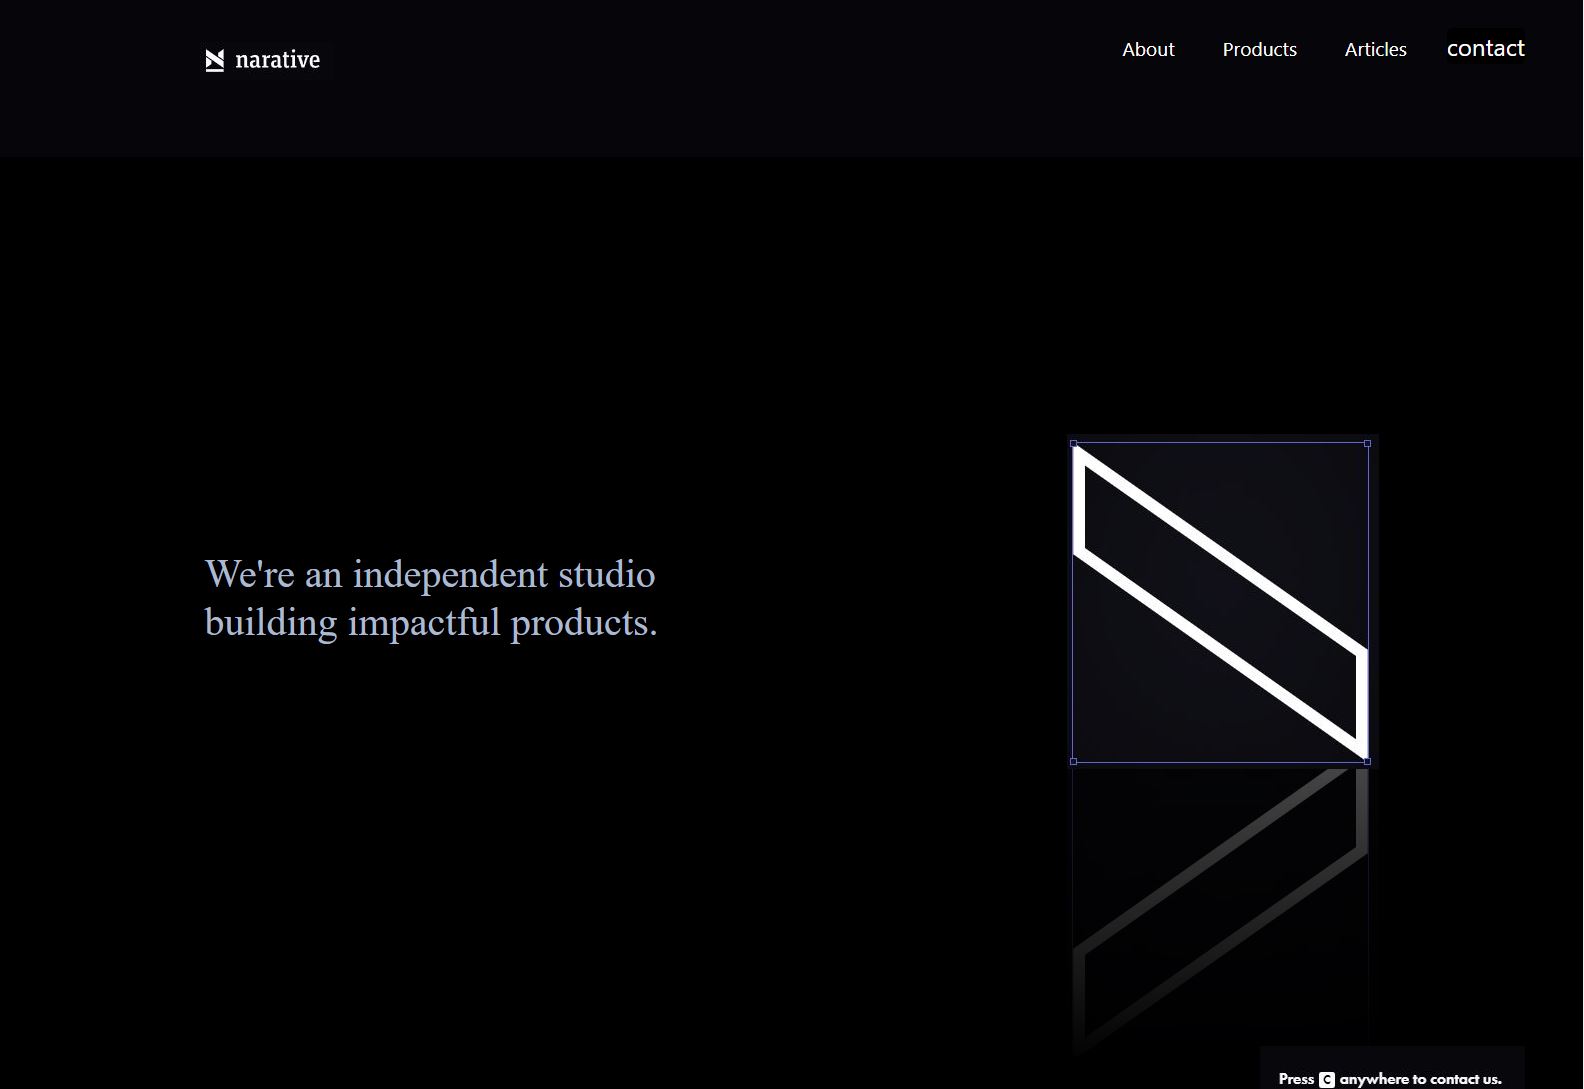 narative
About Products Articles contact
We're an independent studio
building impactful products.
Press C anywhere to contact us.